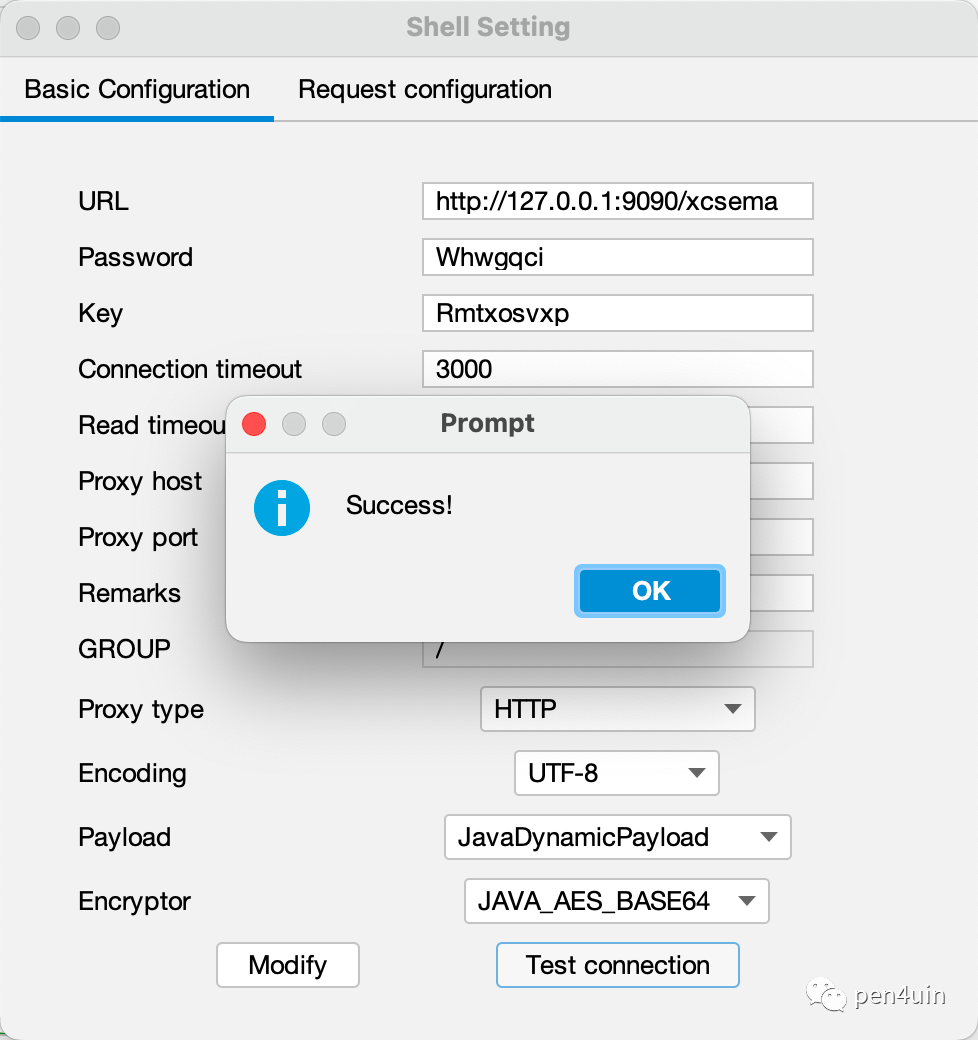 Shell Setting
Basic Configuration Request configuration
URL http://127.0.0.1:9090/xcsema
Password Whwgqci
Key Rmtxosvxp
Connection timeout 3000
Read timeou
Prompt
Proxy host
Success!
Proxy port
Remarks
OK
GROUP /
Proxy type HTTP
Encoding UTF-8
Payload JavaDynamicPayload
Encryptor JAVA_AES_BASE64
Modify Test connection
pen4uin